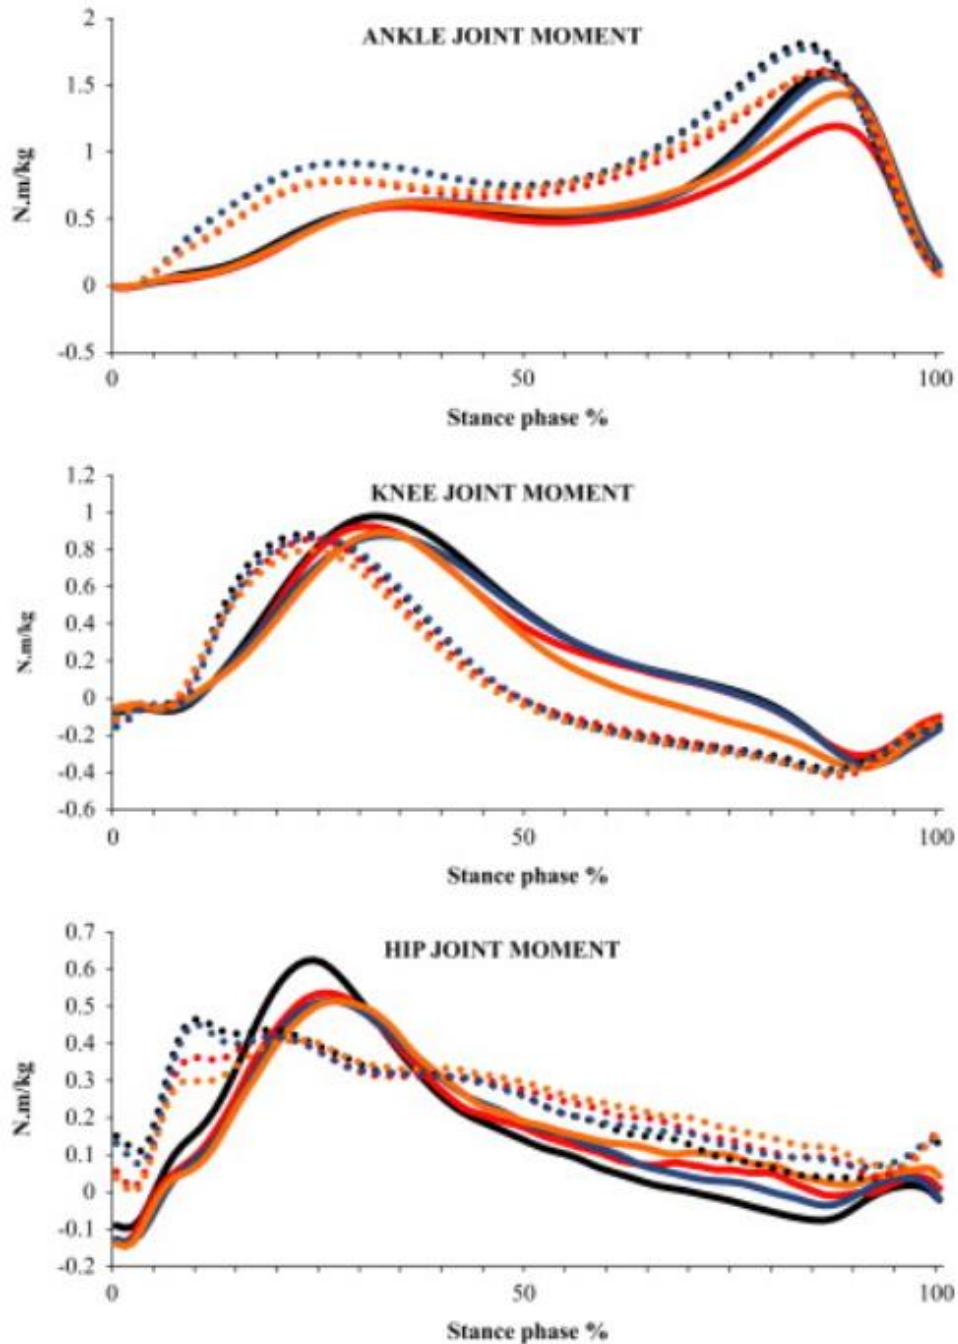 ANKLE JOINT MOMENT
2
1.5
1
0.5
0
-0.5
N.m/kg
0 50 100
Stance phase %
KNEE JOINT MOMENT
1.2
1
0.8
0.6
0.4
0.2
0
-0.2
-0.4
-0.6
N.m/kg
0 50 100
Stance phase %
HIP JOINT MOMENT
0.7
0.6
0.5
0.4
0.3
0.2
0.1
0
-0.1
-0.2
N.m/kg
0 50 100
Stance phase %